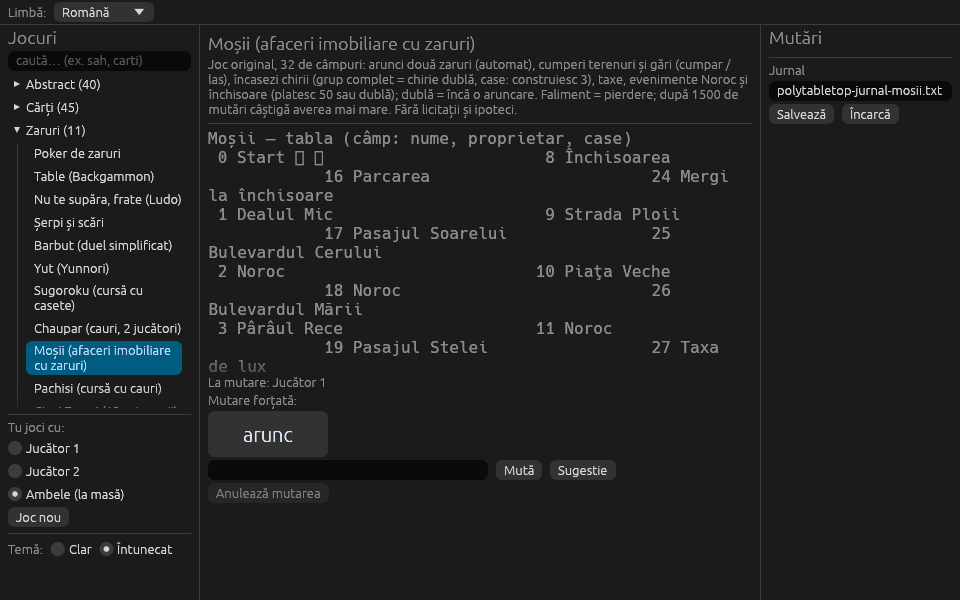 Limbă: Română
Jocuri
caută… (ex. sah, carti)
Abstract (40)
Cărți (45)
Zaruri (11)
Poker de zaruri
Table (Backgammon)
Nu te supăra, frate (Ludo)
Șerpi și scări
Barbut (duel simplificat)
Yut (Yunnori)
Sugoroku (cursă cu
casete)
Chaupar (cauri, 2 jucători)
Moșii (afaceri imobiliare
cu zaruri)
Pachisi (cursă cu cauri)
Tu joci cu:
Jucător 1
Jucător 2
Ambele (la masă)
Joc nou
Temă: Clar Întunecat
Moșii (afaceri imobiliare cu zaruri)
Joc original, 32 de câmpuri: arunci două zaruri (automat), cumperi terenuri și gări (cumpar /
las), încasezi chirii (grup complet = chirie dublă, case: construiesc 3), taxe, evenimente Noroc și
închisoare (platesc 50 sau dublă); dublă = încă o aruncare. Faliment = pierdere; după 1500 de
mutări câștigă averea mai mare. Fără licitații și ipoteci.
Moșii — tabla (câmp: nume, proprietar, case)
0 Start 8 Închisoarea
16 Parcarea 24 Mergi
la închisoare
1 Dealul Mic 9 Strada Ploii
17 Pasajul Soarelui 25
Bulevardul Cerului
2 Noroc 10 Piața Veche
18 Noroc 26
Bulevardul Mării
3 Pârâul Rece 11 Noroc
19 Pasajul Stelei 27 Taxa
de lux
La mutare: Jucător 1
Mutare forțată:
arunc
Mută Sugestie
Anulează mutarea
Mutări
Jurnal
polytabletop-jurnal-mosii.txt
Salvează Încarcă